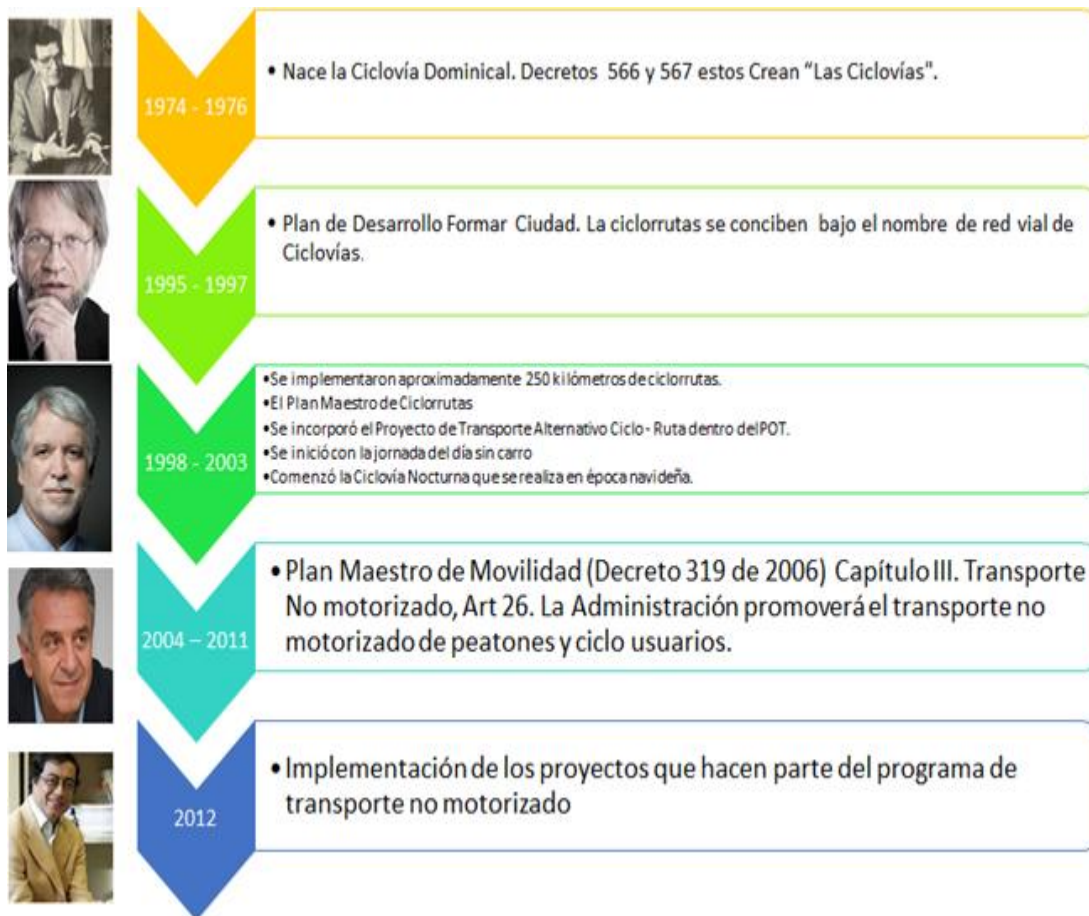 1974 - 1976
• Nace la Ciclovía Dominical. Decretos 566 y 567 estos Crean “Las Ciclovías".
1995 - 1997
• Plan de Desarrollo Formar Ciudad. La ciclorrutas se conciben bajo el nombre de red vial de
Ciclovías.
1998 - 2003
•Se implementaron aproximadamente 250 kilómetros de ciclorrutas.
•El Plan Maestro de Ciclorrutas
•Se incorporó el Proyecto de Transporte Alternativo Ciclo - Ruta dentro del POT.
•Se inició con la jornada del día sin carro
•Comenzó la Ciclovía Nocturna que se realiza en época navideña.
2004 – 2011
•Plan Maestro de Movilidad (Decreto 319 de 2006) Capítulo III. Transporte
No motorizado, Art 26. La Administración promoverá el transporte no
motorizado de peatones y ciclo usuarios.
2012
•Implementación de los proyectos que hacen parte del programa de
transporte no motorizado